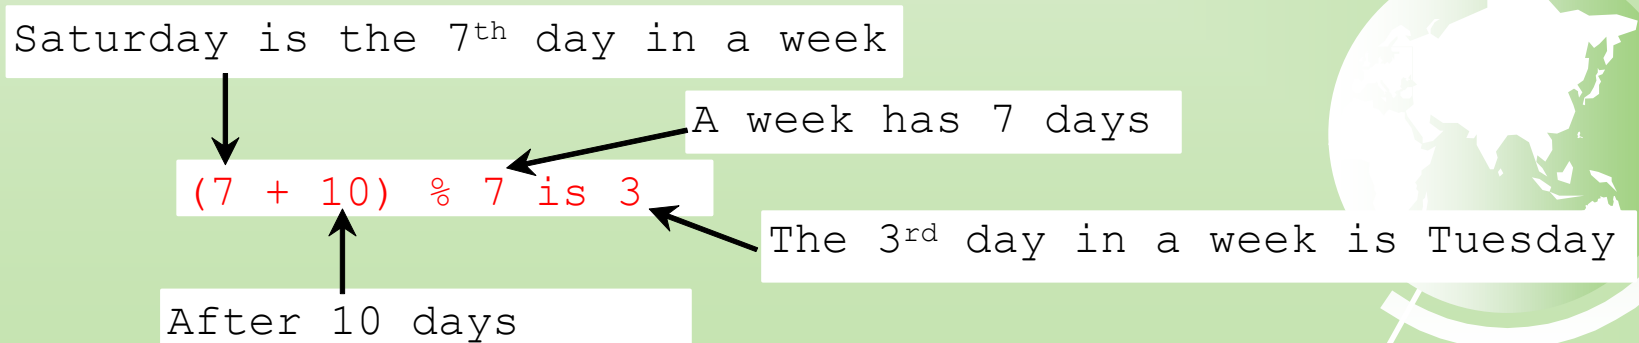 Saturday is the 7th day in a week
A week has 7 days
(7 + 10) % 7 is 3
The 3rd day in a week is Tuesday
After 10 days